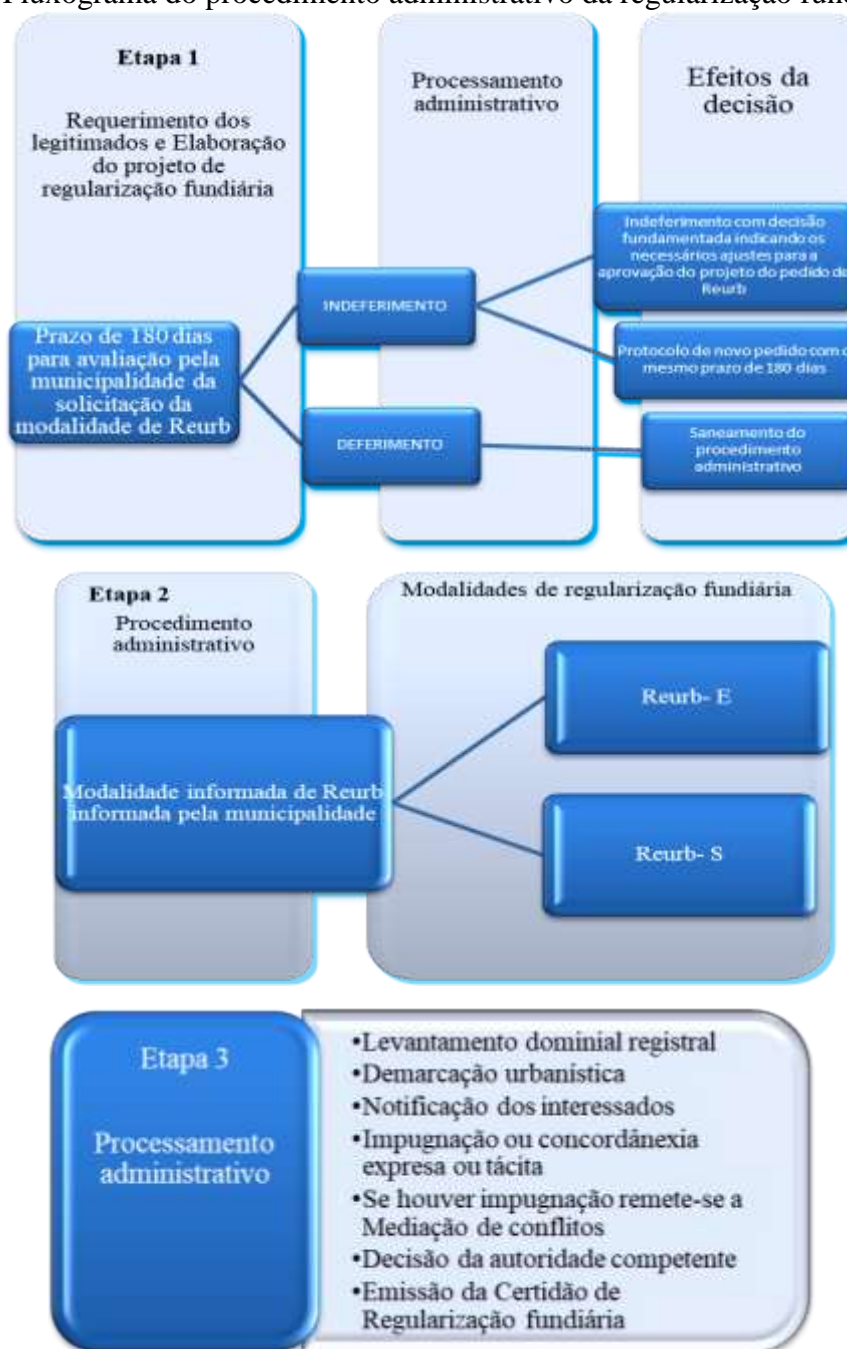 Fluxograma do procedimento administrativo da regularização
Etapa 1
Requerimento dos
legitimados e Elaboração
do projeto de
regularização fundiária
Prazo de 180 dias
para avaliação pela
municipalidade da
solicitação da
modalidade de Reurb
Processamento
administrativo
INDEFERIMENTO
DEFERIMENTO
Efeitos da
decisão
Indeferimento com decisão
fundamentada indicando os
necessários ajustes para a
aprovação do projeto do pedido de
Reurb
Protocolo de novo pedido com o
mesmo prazo de 180 dias
Saneamento do
procedimento
administrativo
Etapa 2
Procedimento
administrativo
Modalidade informada de Reurb
informada pela municipalidade
Modalidades de regularização fundiária
Reurb- E
Reurb- S
Etapa 3
Processamento
administrativo
•Levantamento dominial registral
•Demarcação urbanística
•Notificação dos interessados
•Impugnação ou concordânexia
expresa ou tácita
•Se houver impugnação remete-se a
Mediação de conflitos
•Decisão da autoridade competente
•Emissão da Certidão de
Regularização fundiária